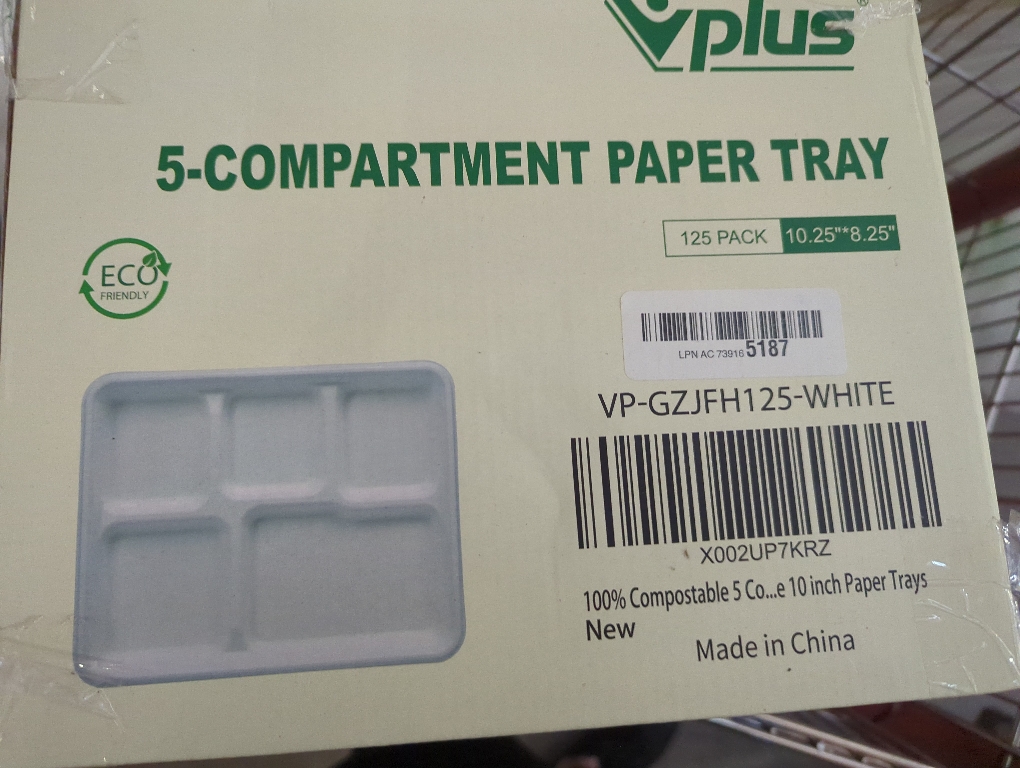 Vplus
5-COMPARTMENT PAPER TRAY
125 PACK 10.25"*8.25"
ECO
FRIENDLY
LPN AC 73916 5187
VP-GZJFH125-WHITE
X002UP7KRZ
100% Compostable 5 Co...e 10 inch Paper Trays
New
Made in China